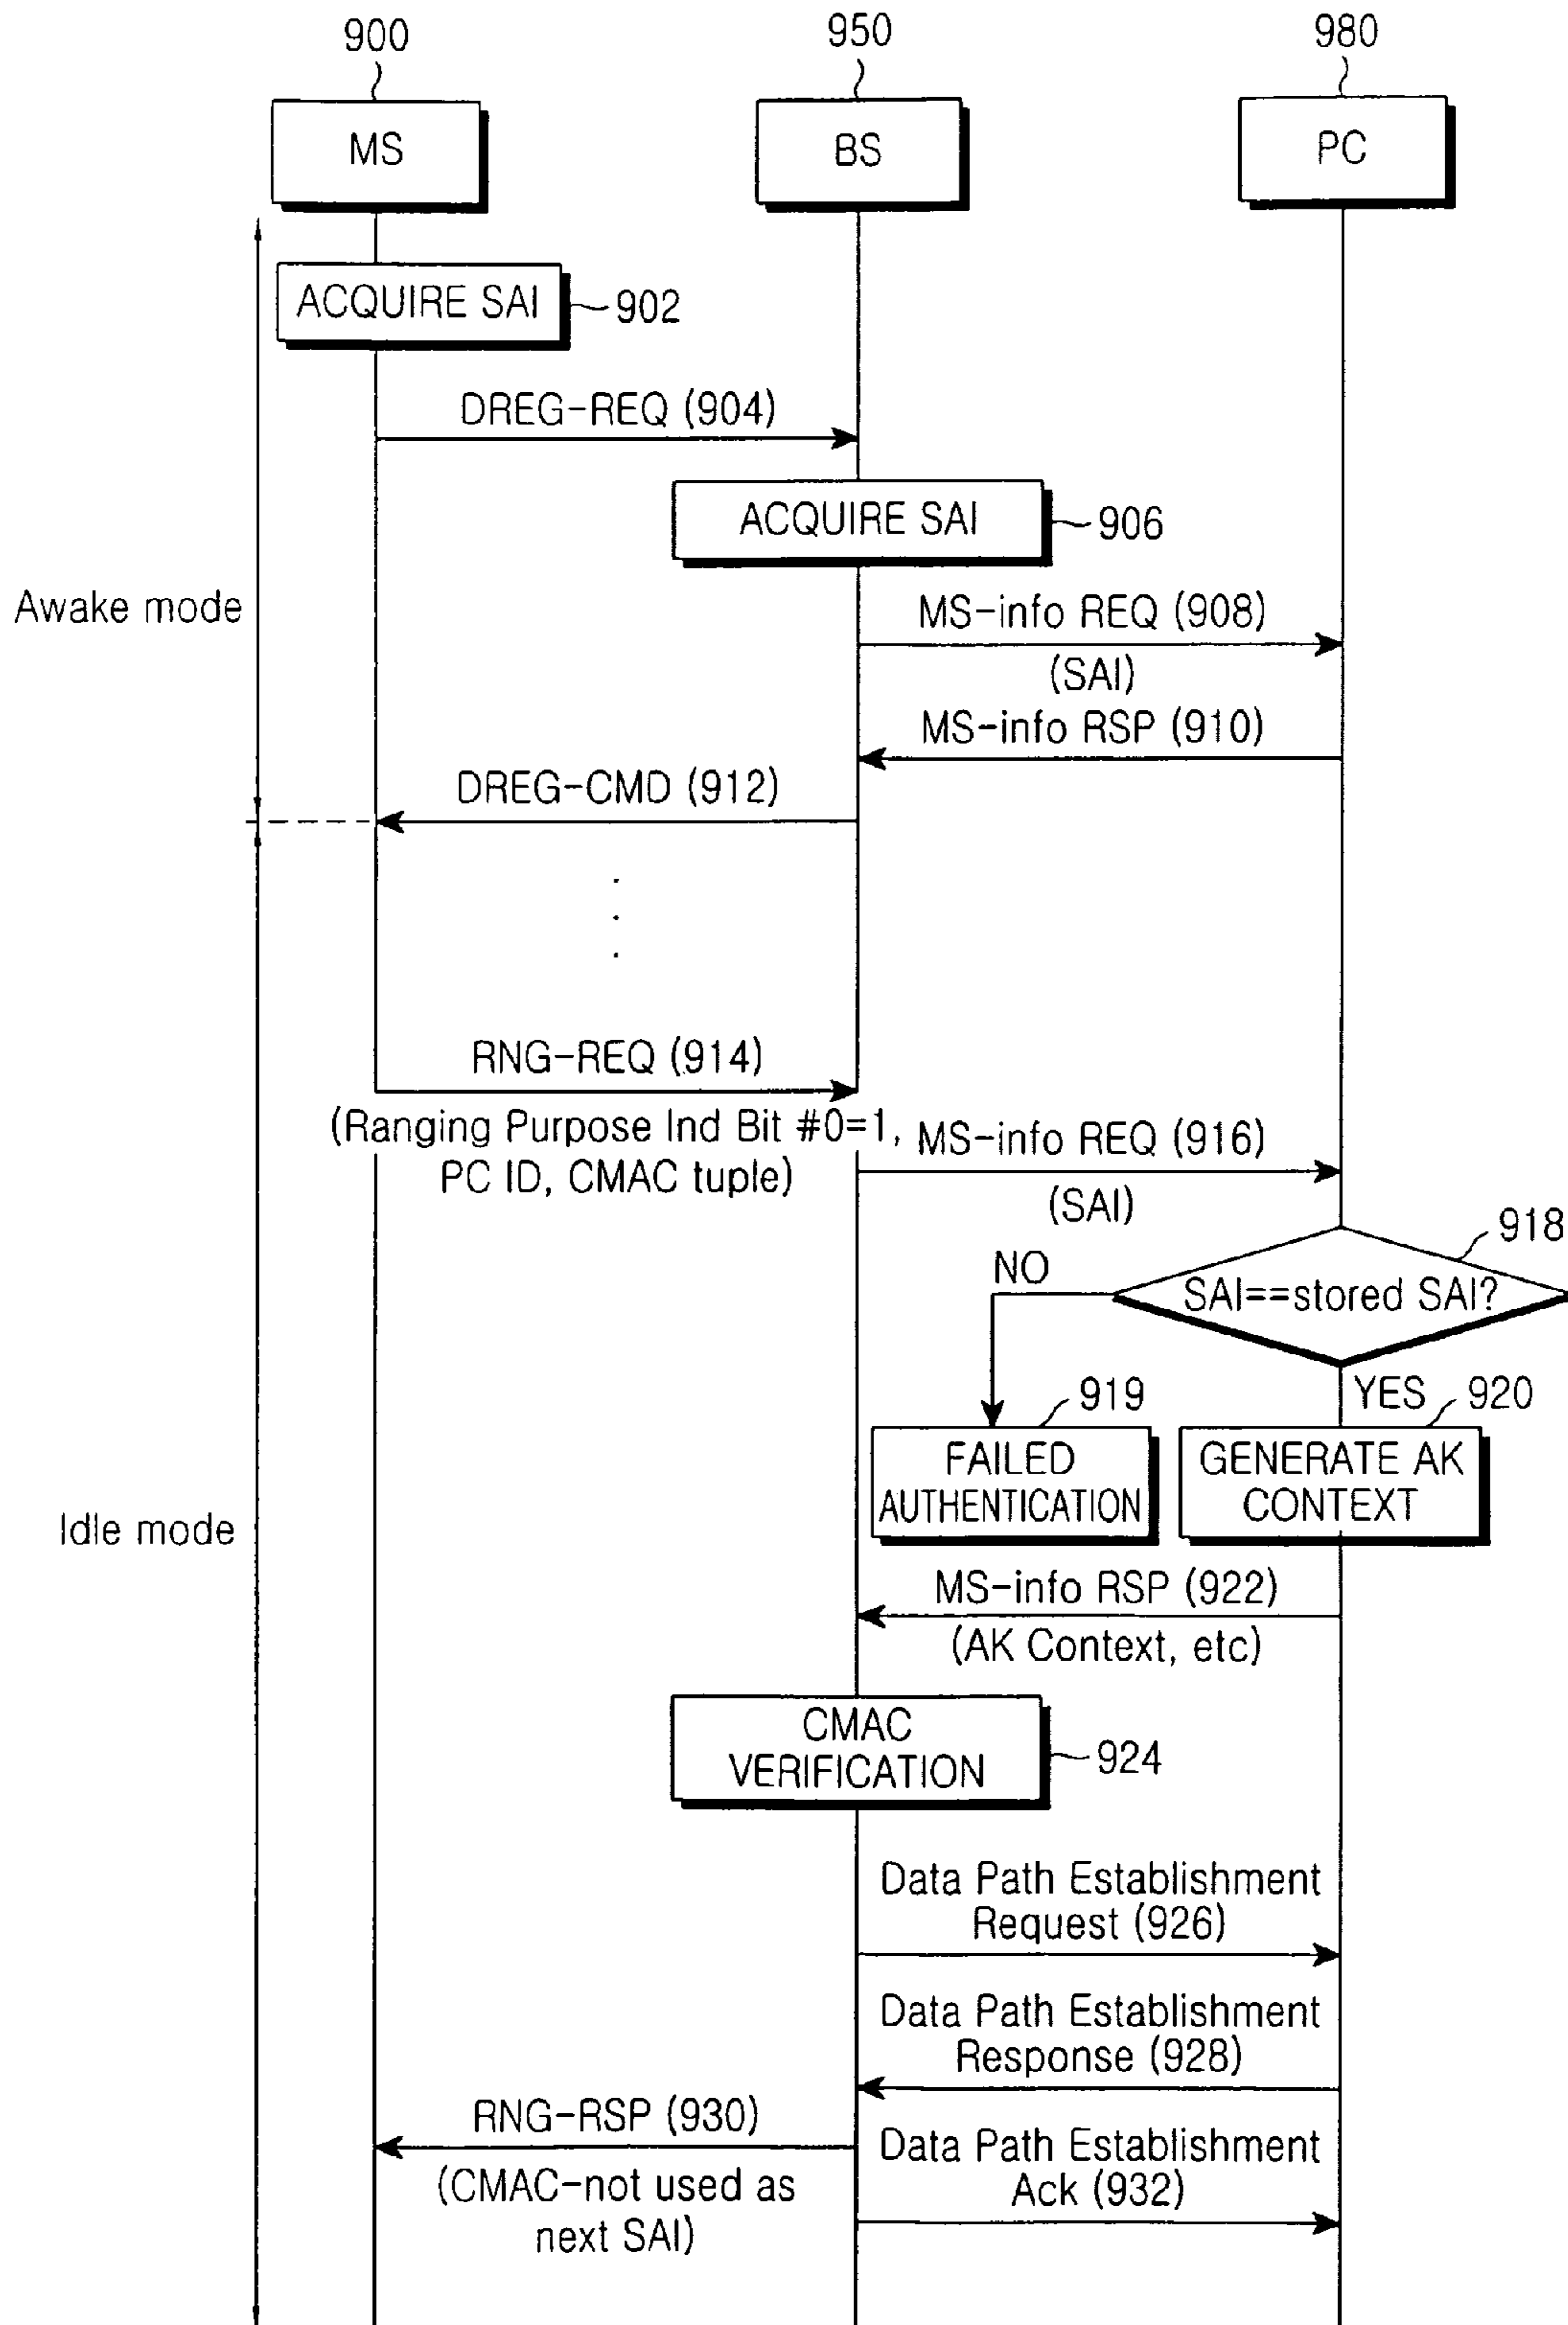 900
950
980
MS
BS
PC
ACQUIRE SAI
902
DREG-REQ (904)
ACQUIRE SAI
906
Awake mode
MS-info REQ (908)
(SAI)
MS-info RSP (910)
DREG-CMD (912)
RNG-REQ (914)
(Ranging Purpose Ind Bit #0=1,
PC ID, CMAC tuple)
MS-info REQ (916)
(SAI)
918
NO
SAI==stored SAI?
919
YES
920
FAILED
AUTHENTICATION
GENERATE AK
CONTEXT
Idle mode
MS-info RSP (922)
(AK Context, etc)
CMAC
VERIFICATION
924
Data Path Establishment
Request (926)
Data Path Establishment
Response (928)
RNG-RSP (930)
(CMAC-not used as
next SAI)
Data Path Establishment
Ack (932)